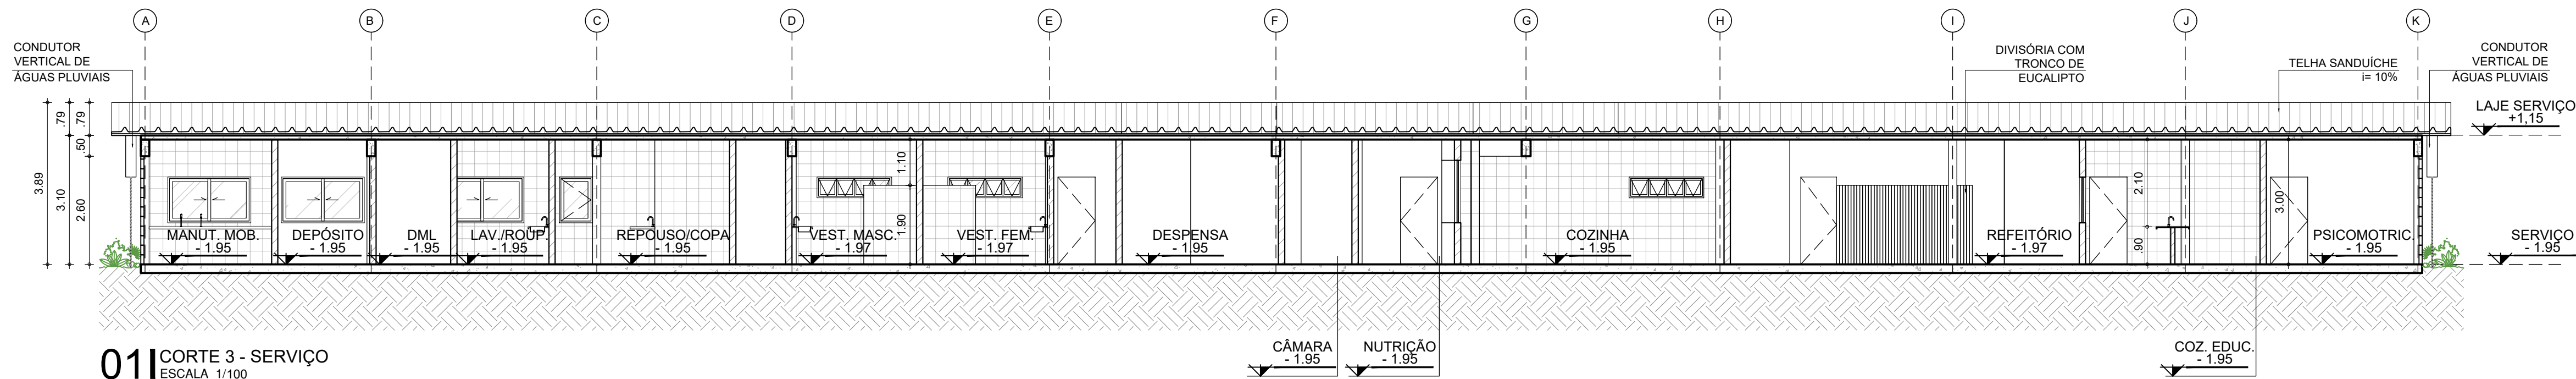 A
B
C
D
E
F
G
H
I
J
K
CONDUTOR
VERTICAL DE
ÁGUAS PLUVIAIS
DIVISÓRIA COM
TRONCO DE
EUCALIPTO
TELHA SANDUÍCHE
i= 10%
CONDUTOR
VERTICAL DE
ÁGUAS PLUVIAIS
LAJE SERVIÇO
+1,15
.79
.79
.50
3.89
3.10
2.60
1.10
1.90
2.10
.90
3.00
MANUT. MOB.
- 1.95
DEPÓSITO
- 1.95
DML
- 1.95
LAV./ROUP.
- 1.95
REPOUSO/COPA
- 1.95
VEST. MASC.
- 1.97
VEST. FEM.
- 1.97
DESPENSA
- 1.95
COZINHA
- 1.95
REFEITÓRIO
- 1.97
PSICOMOTRIC.
- 1.95
SERVIÇO
- 1.95
CÂMARA
- 1.95
NUTRIÇÃO
- 1.95
COZ. EDUC.
- 1.95
01 CORTE 3 - SERVIÇO
ESCALA 1/100